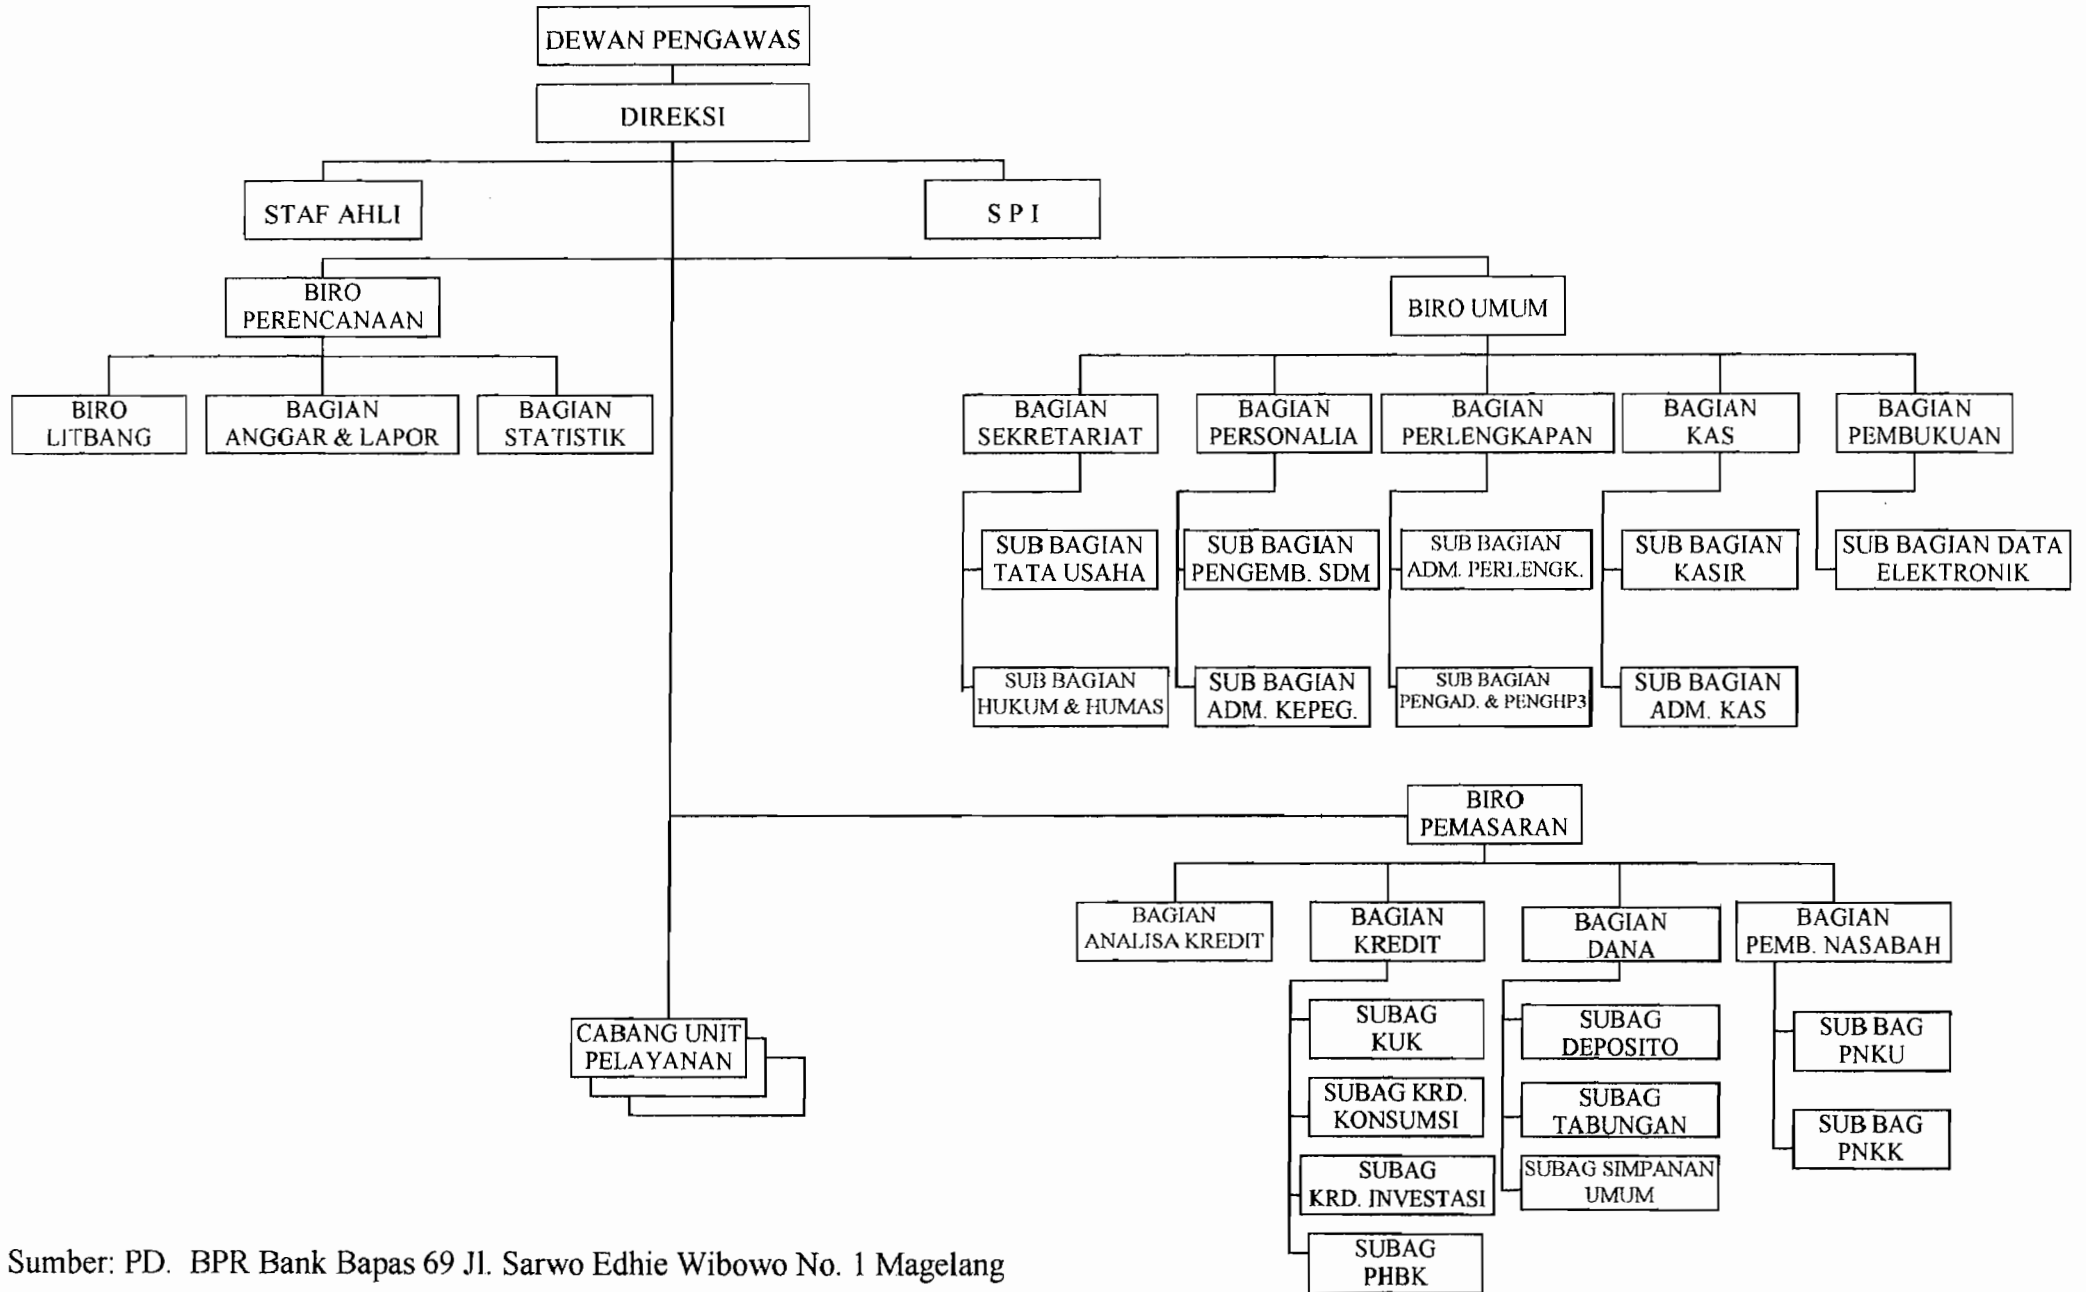 DEWAN PENGAWAS
DIREKSI
STAF AHLI
S P I
BIRO
PERENCANAAN
BIRO UMUM
BIRO
LITBANG
BAGIAN
ANGGAR & LAPOR
BAGIAN
STATISTIK
BAGIAN
SEKRETARIAT
BAGIAN
PERSONALIA
BAGIAN
PERLENGKAPAN
BAGIAN
KAS
BAGIAN
PEMBUKUAN
SUB BAGIAN
TATA USAHA
SUB BAGIAN
PENGEMB. SDM
SUB BAGIAN
ADM. PERLENGK.
SUB BAGIAN
KASIR
SUB BAGIAN DATA
ELEKTRONIK
SUB BAGIAN
HUKUM & HUMAS
SUB BAGIAN
ADM. KEPEG.
SUB BAGIAN
PENGAD. & PENGHP3
SUB BAGIAN
ADM. KAS
BIRO
PEMASARAN
BAGIAN
ANALISA KREDIT
BAGIAN
KREDIT
BAGIAN
DANA
BAGIAN
PEMB. NASABAH
SUBAG
KUK
SUBAG KRD.
KONSUMSI
SUBAG
KRD. INVESTASI
SUBAG
PHBK
SUBAG
DEPOSITO
SUBAG
TABUNGAN
SUBAG SIMPANAN
UMUM
SUB BAG
PNKU
SUB BAG
PNKK
CABANG UNIT
PELAYANAN
Sumber: PD. BPR Bank Bapas 69 Jl. Sarwo Edhie Wibowo No. 1 Magelang